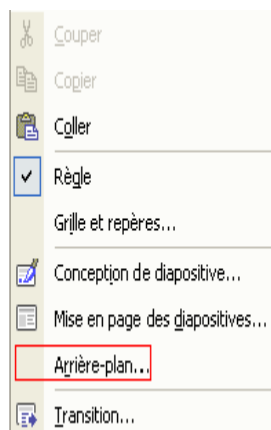 Couper
Copier
Coller
Règle
Grille et repères...
Conception de diapositive...
Mise en page des diapositives...
Arrière-plan...
Transition...